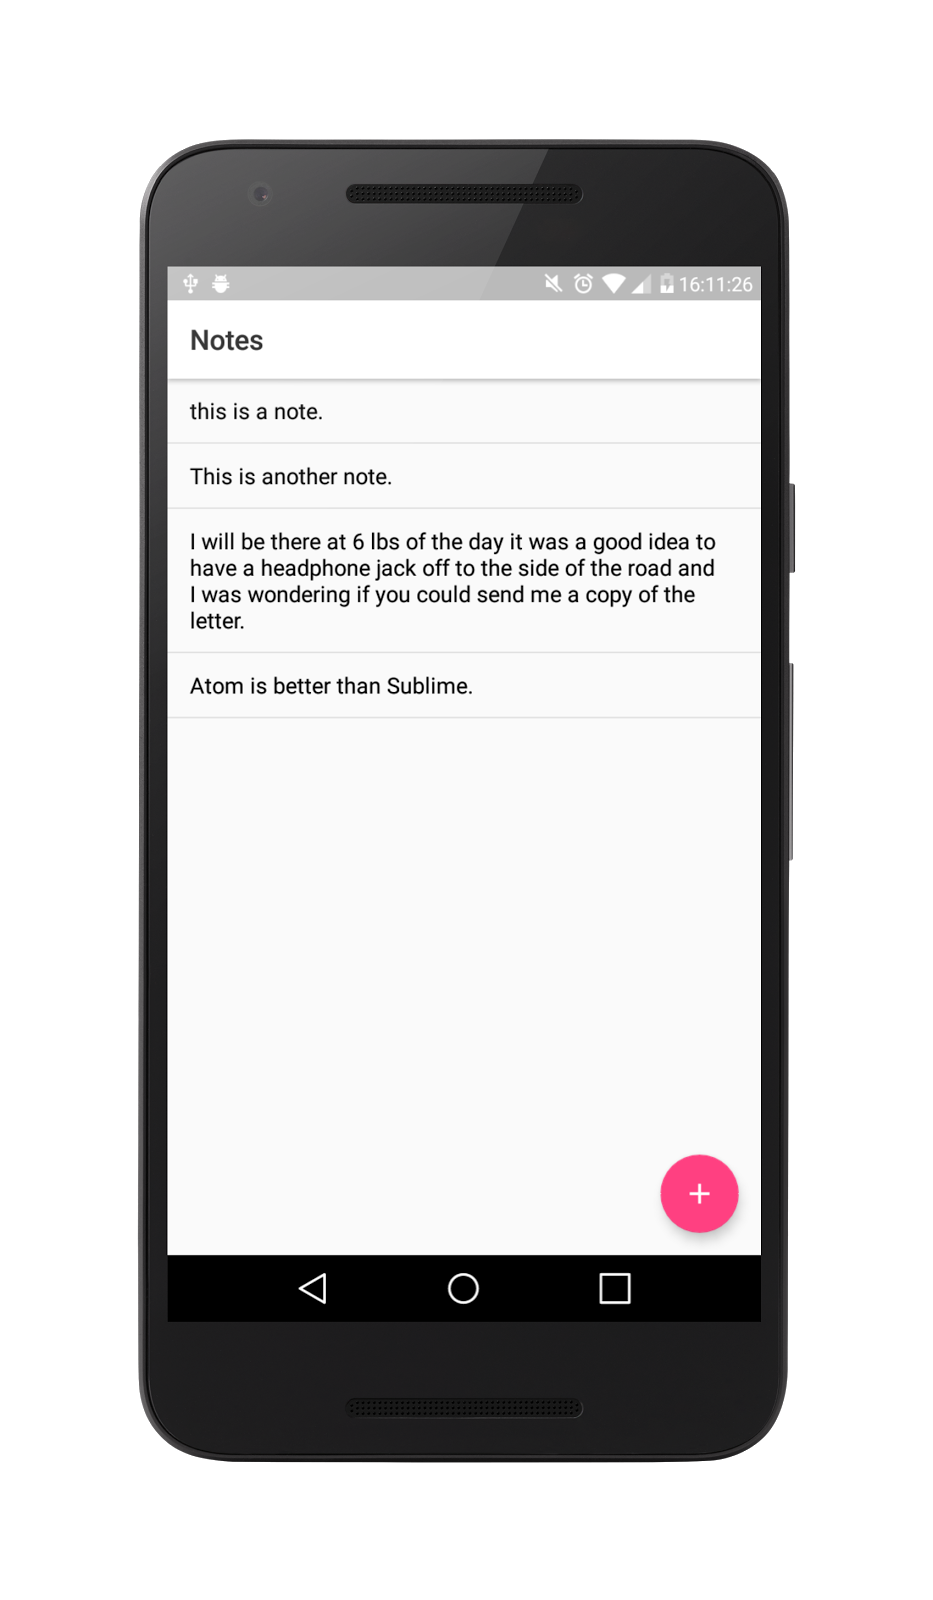 16:11:26
Notes
this is a note.
This is another note.
I will be there at 6 lbs of the day it was a good idea to
have a headphone jack off to the side of the road and
I was wondering if you could send me a copy of the
letter.
Atom is better than Sublime.